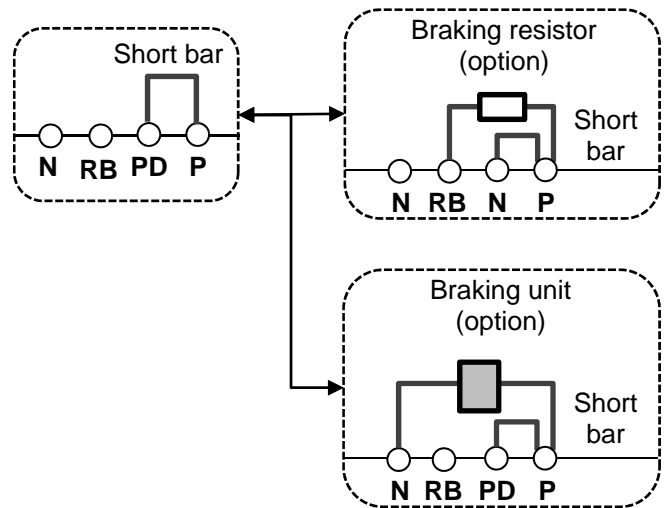 Short bar
N RB PD P
Braking resistor
(option)
Short
bar
N RB N P
Braking unit
(option)
Short
bar
N RB PD P